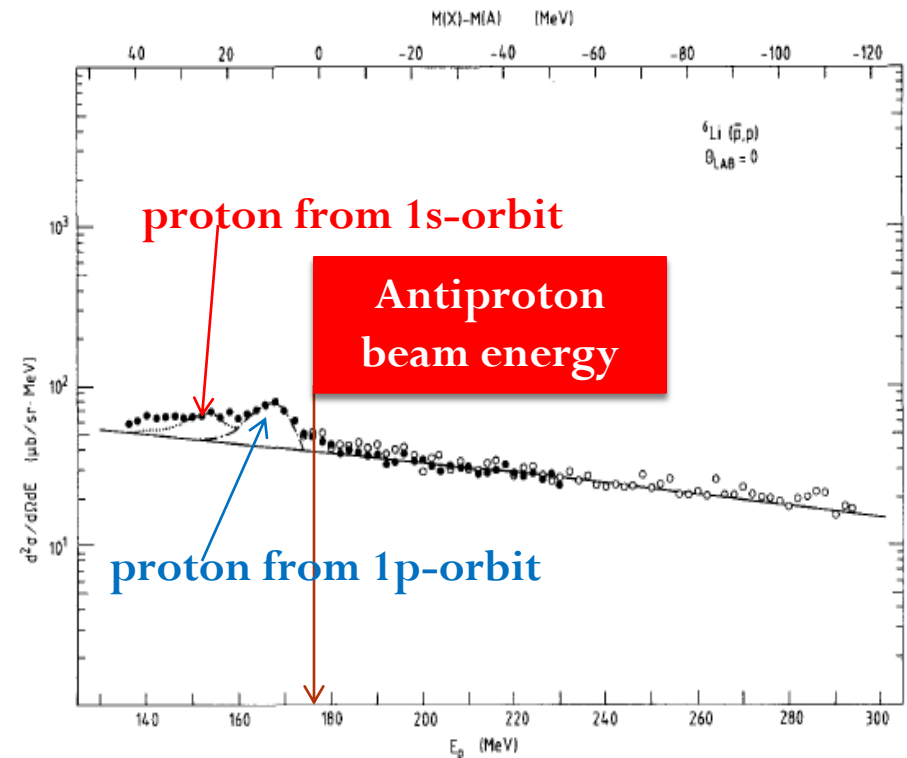 M(X)-M(A) (MeV)
40 20 0 -20 -40 -60 -80 -100 -120
⁶Li (p̄,p)
Θ_LAB = 0
10³
proton from 1s-orbit
Antiproton
beam energy
10²
d²σ/dΩdE (μb/sr·MeV)
10¹
proton from 1p-orbit
140 160 180 200 220 240 260 280 300
E_p (MeV)